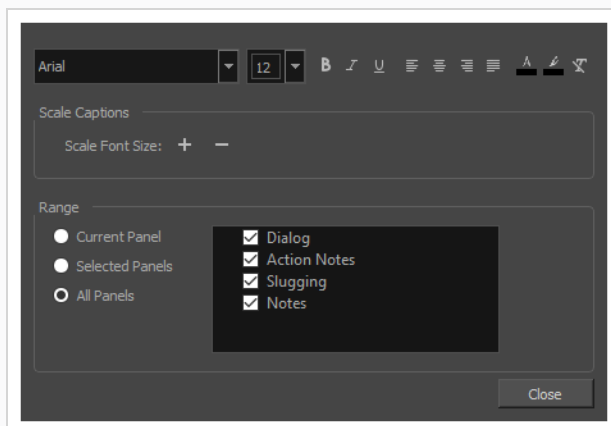 Arial 12 B I U A
Scale Captions
Scale Font Size: + −
Range
Current Panel
Selected Panels
All Panels
Dialog
Action Notes
Slugging
Notes
Close